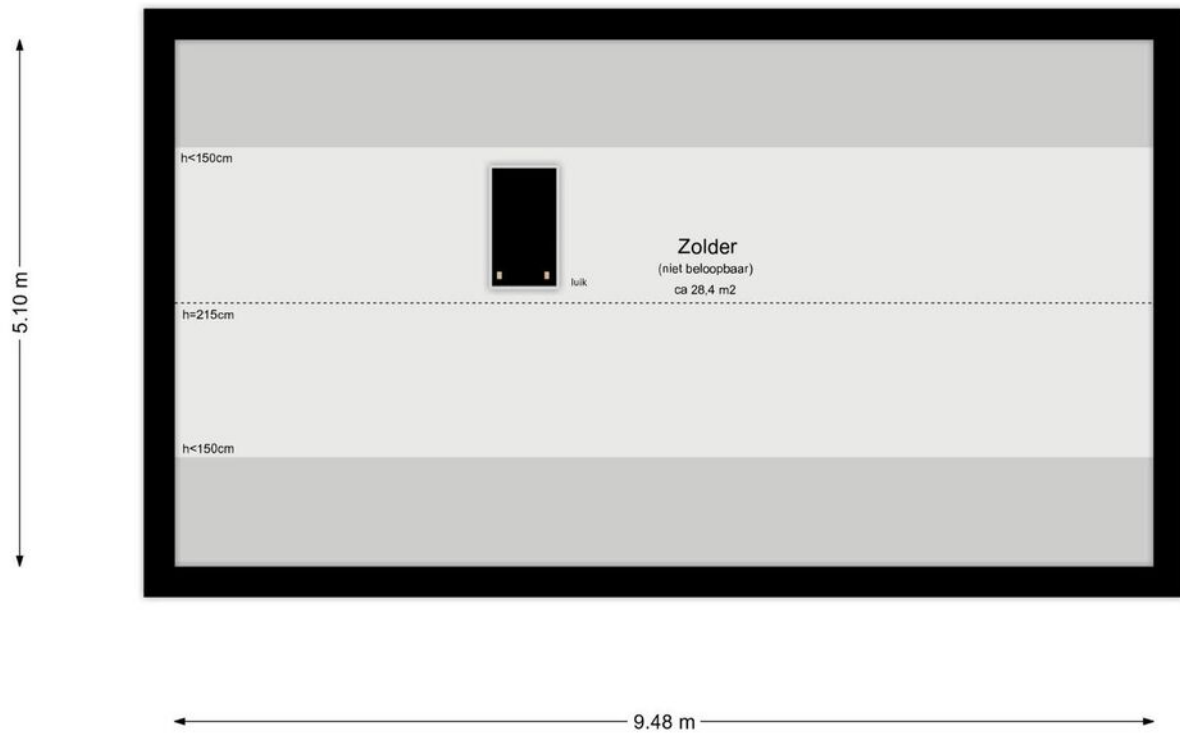 h<150cm
Zolder
(niet beloopbaar)
luik
ca 28,4 m2
5.10 m
h=215cm
h<150cm
9.48 m